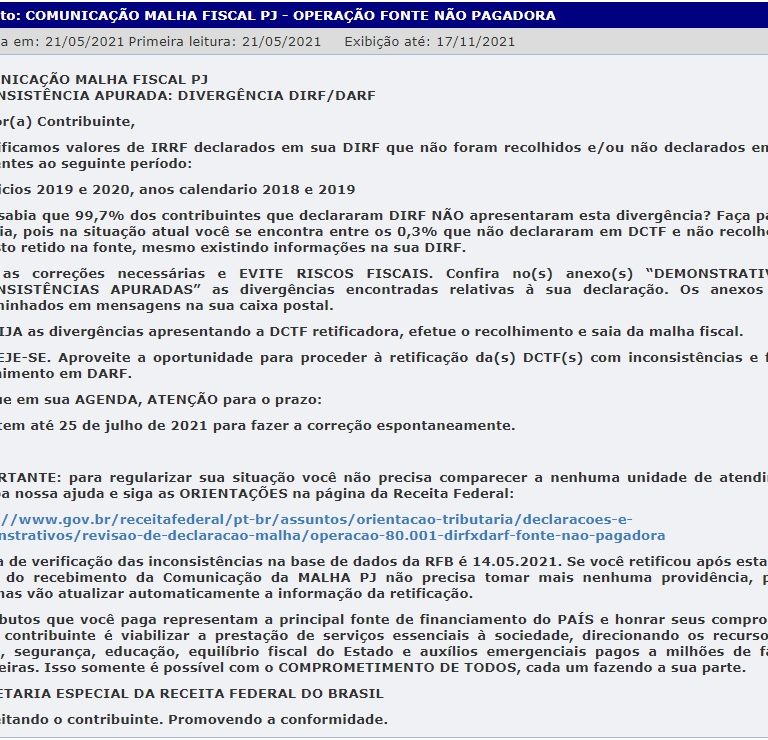 to: COMUNICAÇÃO MALHA FISCAL PJ - OPERAÇÃO FONTE NÃO PAGADORA
a em: 21/05/2021 Primeira leitura: 21/05/2021 Exibição até: 17/11/2021
NICAÇÃO MALHA FISCAL PJ
NSISTÊNCIA APURADA: DIVERGÊNCIA DIRF/DARF
or(a) Contribuinte,
ificamos valores de IRRF declarados em sua DIRF que não foram recolhidos e/ou não declarados em
entes ao seguinte período:
icios 2019 e 2020, anos calendario 2018 e 2019
sabia que 99,7% dos contribuintes que declararam DIRF NÃO apresentaram esta divergência? Faça pa
ia, pois na situação atual você se encontra entre os 0,3% que não declararam em DCTF e não recolhe
to retido na fonte, mesmo existindo informações na sua DIRF.
as correções necessárias e EVITE RISCOS FISCAIS. Confira no(s) anexo(s) “DEMONSTRATIV
NSISTÊNCIAS APURADAS” as divergências encontradas relativas à sua declaração. Os anexos
minhados em mensagens na sua caixa postal.
IJA as divergências apresentando a DCTF retificadora, efetue o recolhimento e saia da malha fiscal.
EJE-SE. Aproveite a oportunidade para proceder à retificação da(s) DCTF(s) com inconsistências e f
himento em DARF.
ue em sua AGENDA, ATENÇÃO para o prazo:
tem até 25 de julho de 2021 para fazer a correção espontaneamente.
RTANTE: para regularizar sua situação você não precisa comparecer a nenhuma unidade de atendim
a nossa ajuda e siga as ORIENTAÇÕES na página da Receita Federal:
//www.gov.br/receitafederal/pt-br/assuntos/orientacao-tributaria/declaracoes-e-
nstrativos/revisao-de-declaracao-malha/operacao-80.001-dirfxdarf-fonte-nao-pagadora
a de verificação das inconsistências na base de dados da RFB é 14.05.2021. Se você retificou após esta
do recebimento da Comunicação da MALHA PJ não precisa tomar mais nenhuma providência, p
mas vão atualizar automaticamente a informação da retificação.
butos que você paga representam a principal fonte de financiamento do PAÍS e honrar seus compro
contribuinte é viabilizar a prestação de serviços essenciais à sociedade, direcionando os recurso
, segurança, educação, equilíbrio fiscal do Estado e auxílios emergenciais pagos a milhões de fa
eiras. Isso somente é possível com o COMPROMETIMENTO DE TODOS, cada um fazendo a sua parte.
ETARIA ESPECIAL DA RECEITA FEDERAL DO BRASIL
eitando o contribuinte. Promovendo a conformidade.